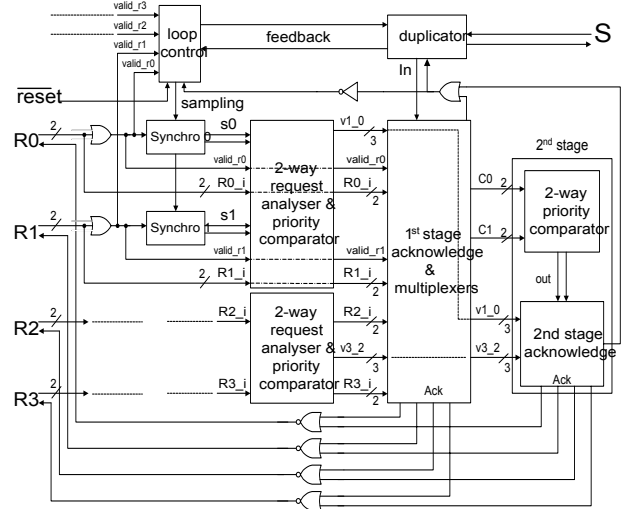 valid_r3
valid_r2
valid_r1
valid_r0
loop
control
feedback
duplicator
S
In
reset
sampling
2
R0
Synchro
s0
v1_0
3
valid_r0
valid_r0
2
R0_i
R0_i
2
2-way
request
analyser &
priority
comparator
2
R1
Synchro
s1
valid_r1
valid_r1
2
R1_i
R1_i
2
1st stage
acknowledge
&
multiplexers
C0
2
C1
2
2nd stage
2-way
priority
comparator
out
v1_0
3
2nd stage
acknowledge
v3_2
3
Ack
2
R2
R2_i
R2_i
2
2-way
request
analyser &
priority
comparator
v3_2
3
2
R3
R3_i
R3_i
2
Ack